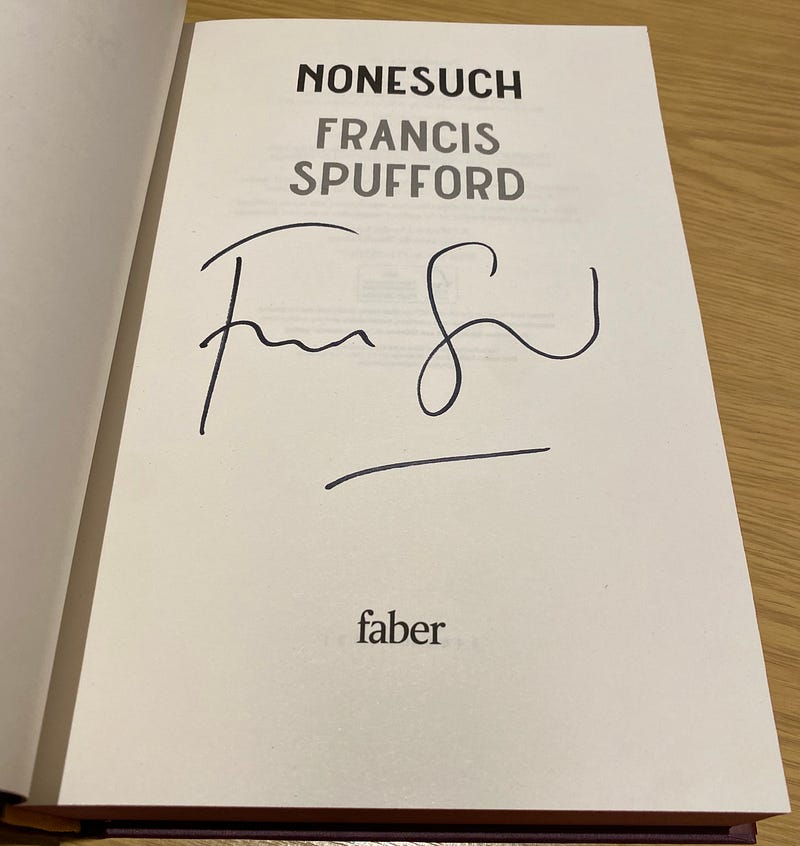 NONESUCH
FRANCIS
SPUFFORD
faber